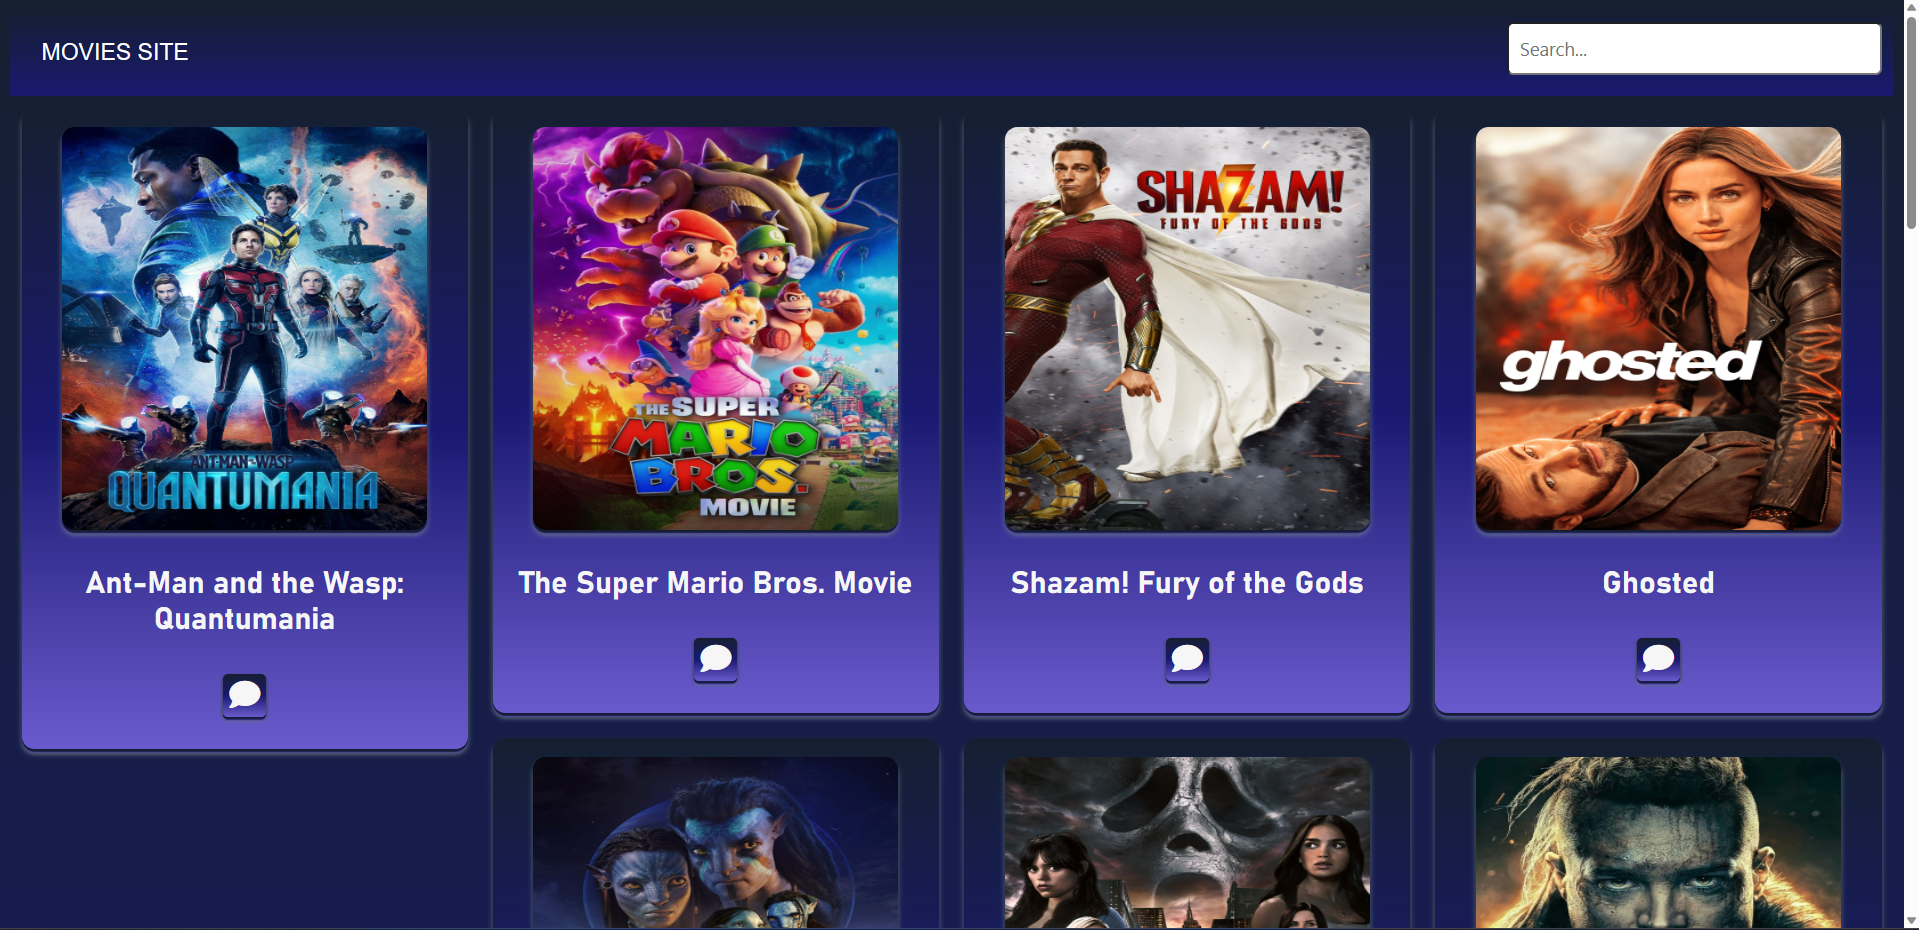 MOVIES SITE
Search...
ANT-MAN AND THE WASP
QUANTUMANIA
THE SUPER
MARIO
BROS.
MOVIE
SHAZAM!
FURY OF THE GODS
ghosted
Ant-Man and the Wasp:
Quantumania
The Super Mario Bros. Movie
Shazam! Fury of the Gods
Ghosted